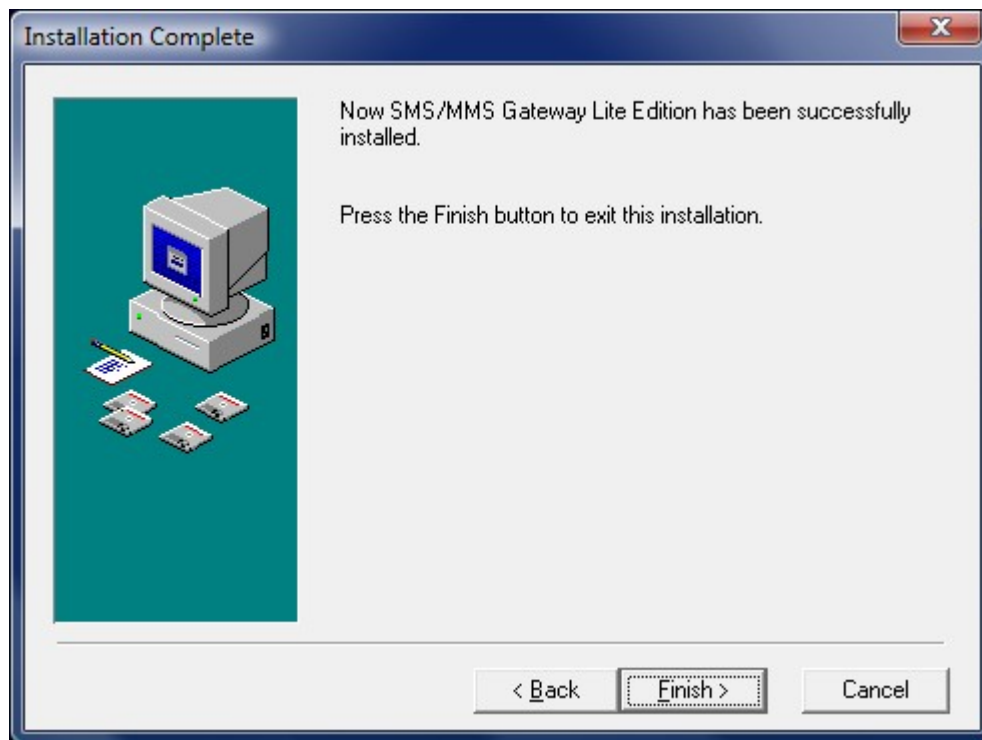 Installation Complete
Now SMS/MMS Gateway Lite Edition has been successfully
installed.
Press the Finish button to exit this installation.
< Back
Finish >
Cancel